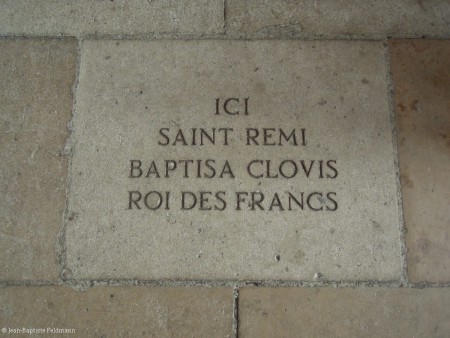 ICI
SAINT REMI
BAPTISA CLOVIS
ROI DES FRANCS
© Jean-Baptiste Feldmann